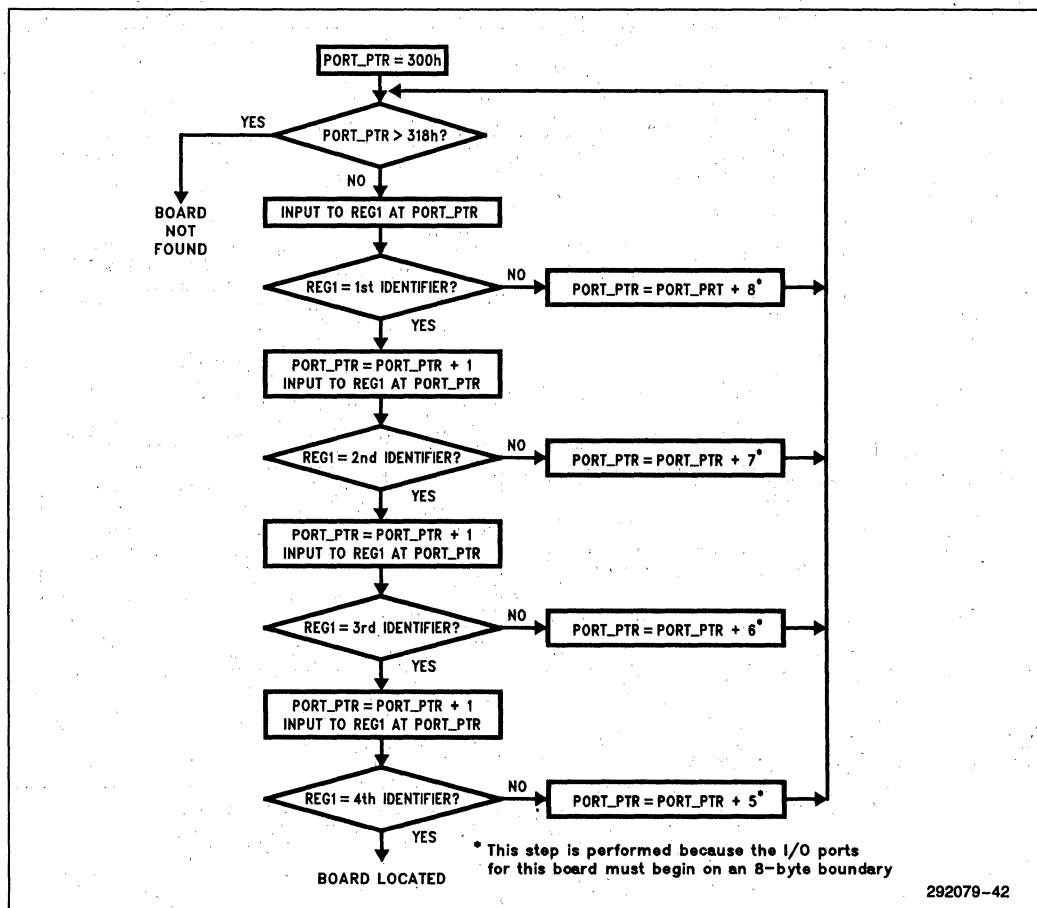 PORT_PTR = 300h
YES
PORT_PTR > 318h?
NO
BOARD
NOT
FOUND
INPUT TO REG1 AT PORT_PTR
REG1 = 1st IDENTIFIER?
NO
PORT_PTR = PORT_PRT + 8*
YES
PORT_PTR = PORT_PTR + 1
INPUT TO REG1 AT PORT_PTR
REG1 = 2nd IDENTIFIER?
NO
PORT_PTR = PORT_PTR + 7*
YES
PORT_PTR = PORT_PTR + 1
INPUT TO REG1 AT PORT_PTR
REG1 = 3rd IDENTIFIER?
NO
PORT_PTR = PORT_PTR + 6*
YES
PORT_PTR = PORT_PTR + 1
INPUT TO REG1 AT PORT_PTR
REG1 = 4th IDENTIFIER?
NO
PORT_PTR = PORT_PTR + 5*
YES
BOARD LOCATED
* This step is performed because the I/O ports
for this board must begin on an 8-byte boundary
292079-42